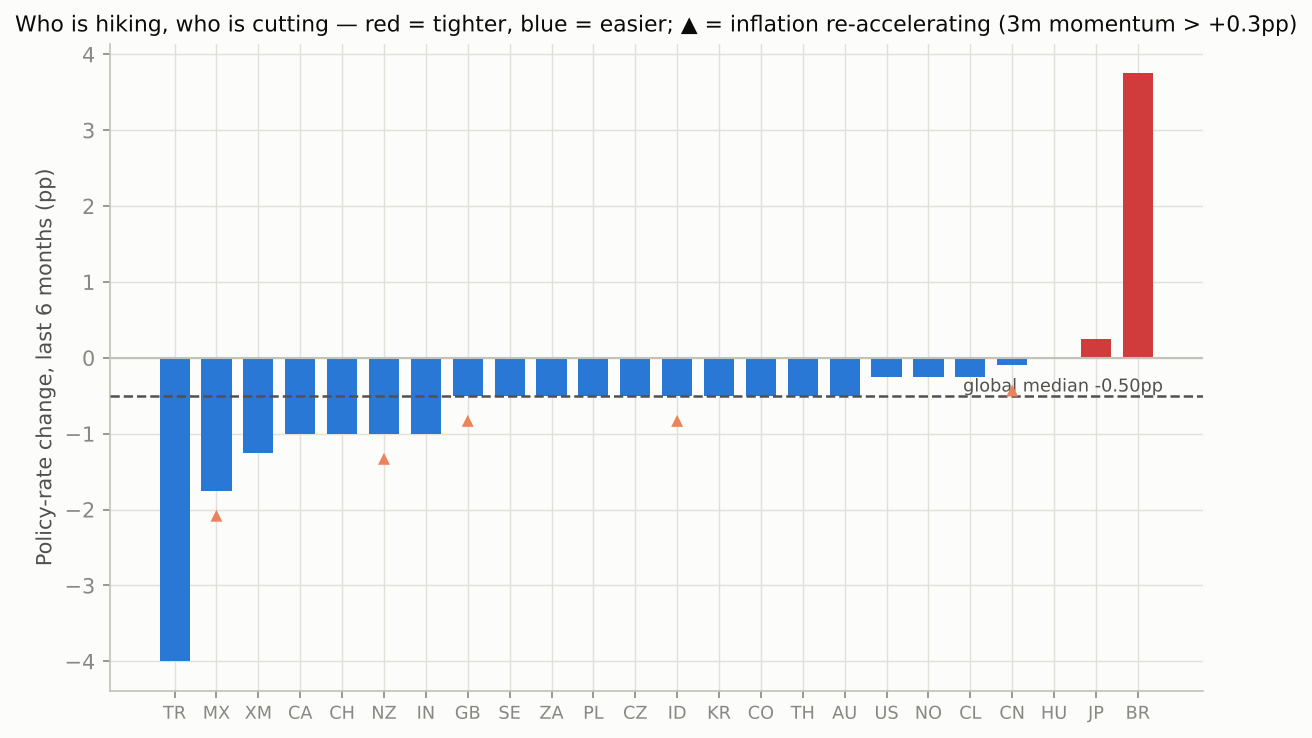 Who is hiking, who is cutting — red = tighter, blue = easier; ▲ = inflation re-accelerating (3m momentum > +0.3pp)
Policy-rate change, last 6 months (pp)
4
3
2
1
0
−1
−2
−3
−4
global median -0.50pp
TR MX XM CA CH NZ IN GB SE ZA PL CZ ID KR CO TH AU US NO CL CN HU JP BR